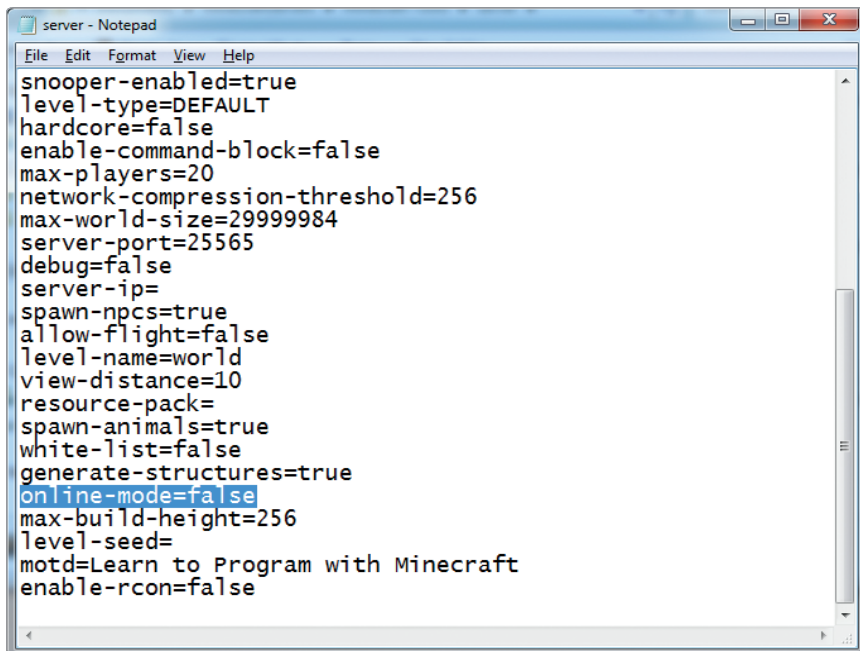 server - Notepad
File Edit Format View Help
snooper-enabled=true
level-type=DEFAULT
hardcore=false
enable-command-block=false
max-players=20
network-compression-threshold=256
max-world-size=29999984
server-port=25565
debug=false
server-ip=
spawn-npcs=true
allow-flight=false
level-name=world
view-distance=10
resource-pack=
spawn-animals=true
white-list=false
generate-structures=true
online-mode=false
max-build-height=256
level-seed=
motd=Learn to Program with Minecraft
enable-rcon=false